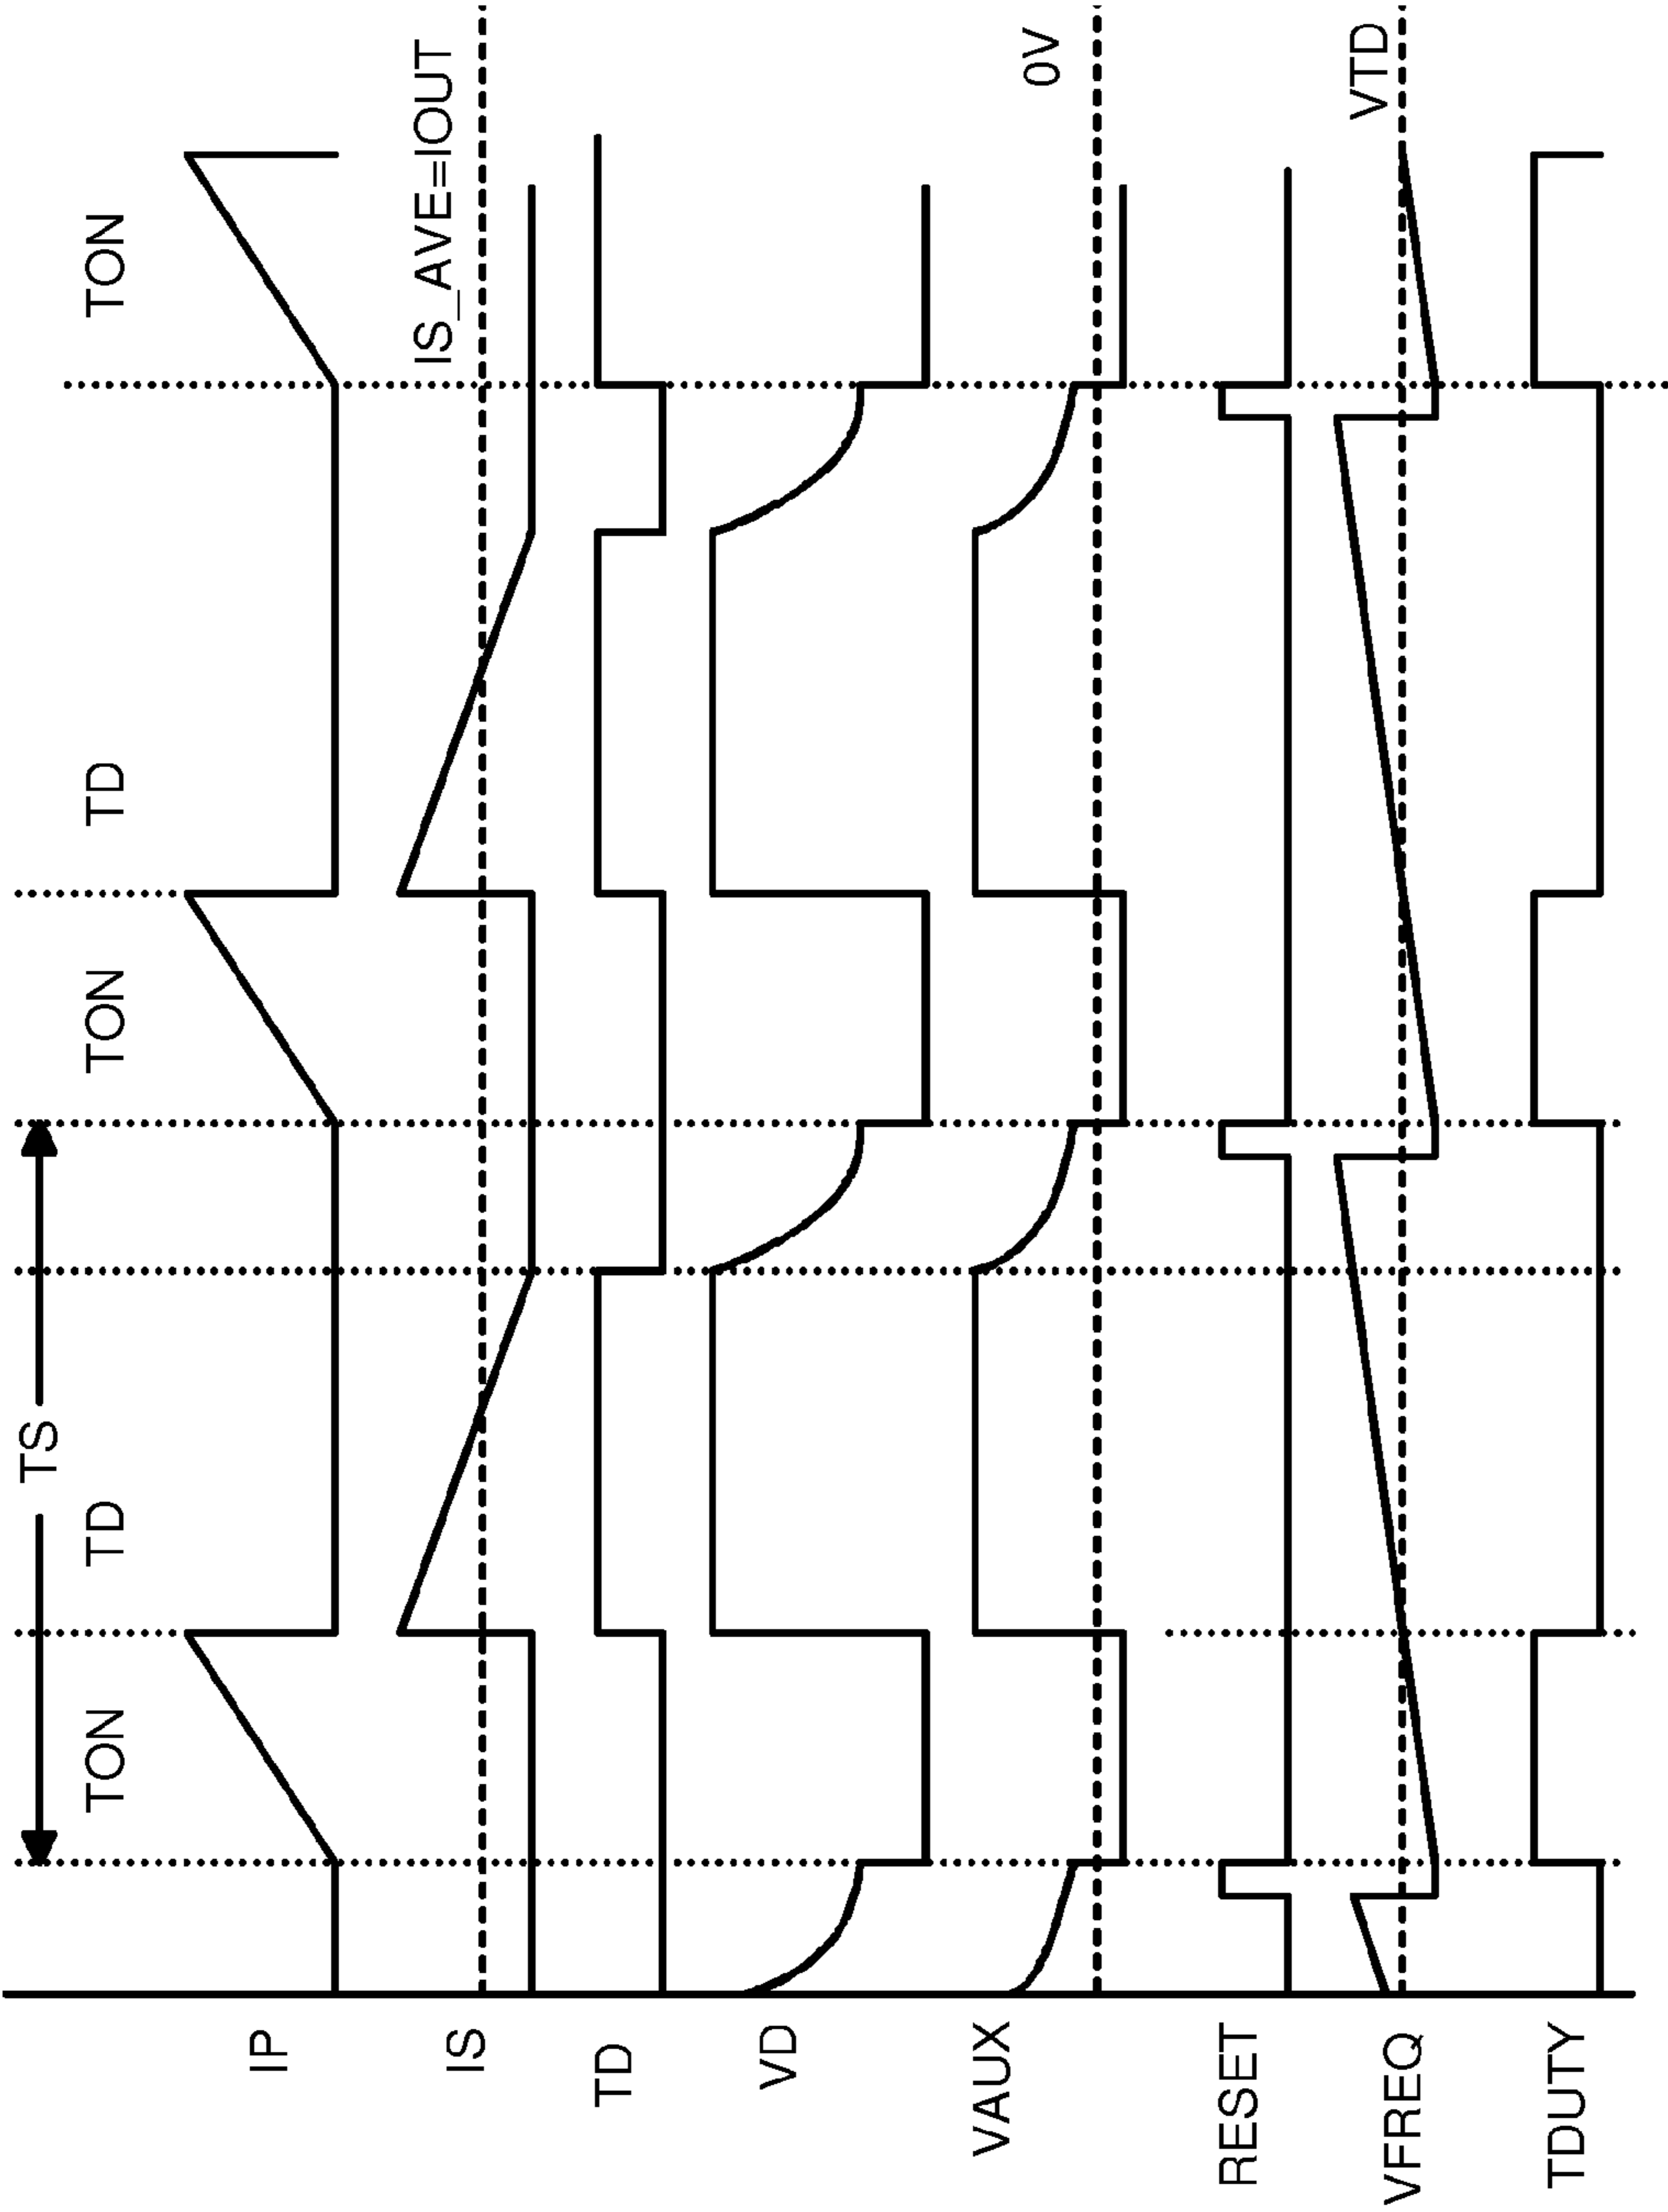 TS
TON
TD
TON
TD
TON
IP
IS_AVE=IOUT
IS
TD
VD
0V
VAUX
RESET
VTD
VFREQ
TDUTY